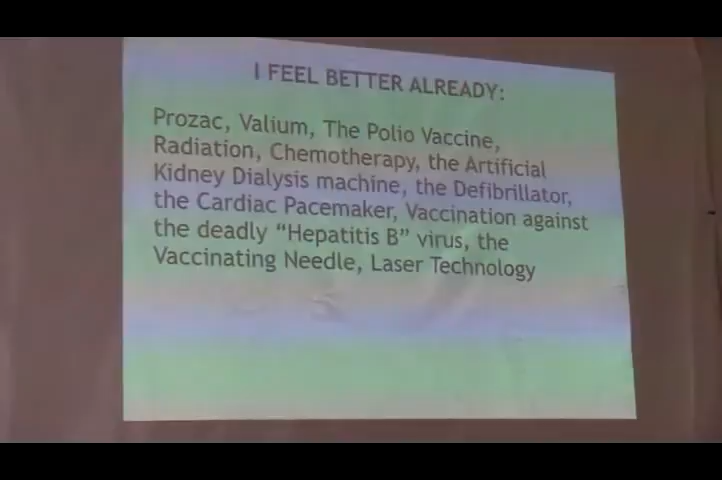 I FEEL BETTER ALREADY:
Prozac, Valium, The Polio Vaccine,
Radiation, Chemotherapy, the Artificial
Kidney Dialysis machine, the Defibrillator,
the Cardiac Pacemaker, Vaccination against
the deadly “Hepatitis B” virus, the
Vaccinating Needle, Laser Technology